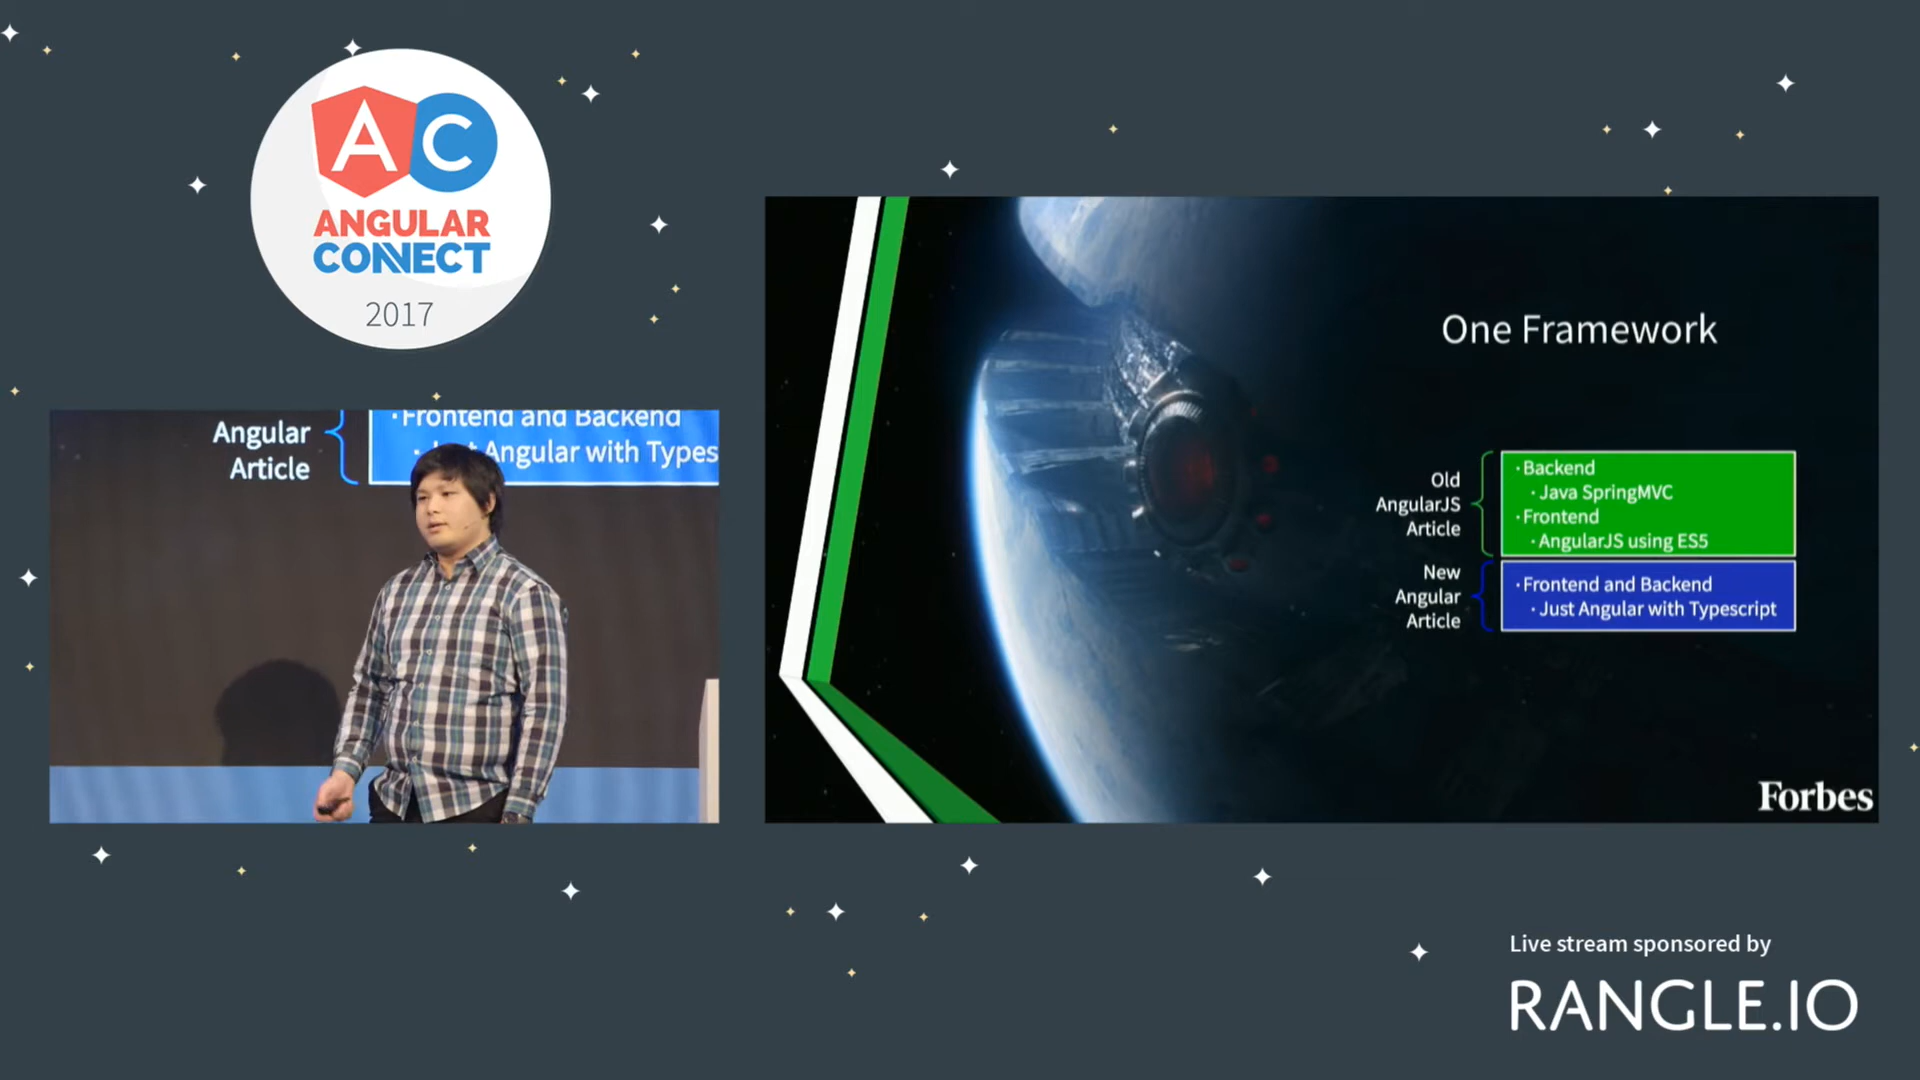 AC
ANGULAR
CONNECT
2017
Angular
Article
·Frontend and Backend
· Just Angular with Types
One Framework
Old
AngularJS
Article
·Backend
·Java SpringMVC
·Frontend
·AngularJS using ES5
New
Angular
Article
·Frontend and Backend
·Just Angular with Typescript
Forbes
Live stream sponsored by
RANGLE.IO